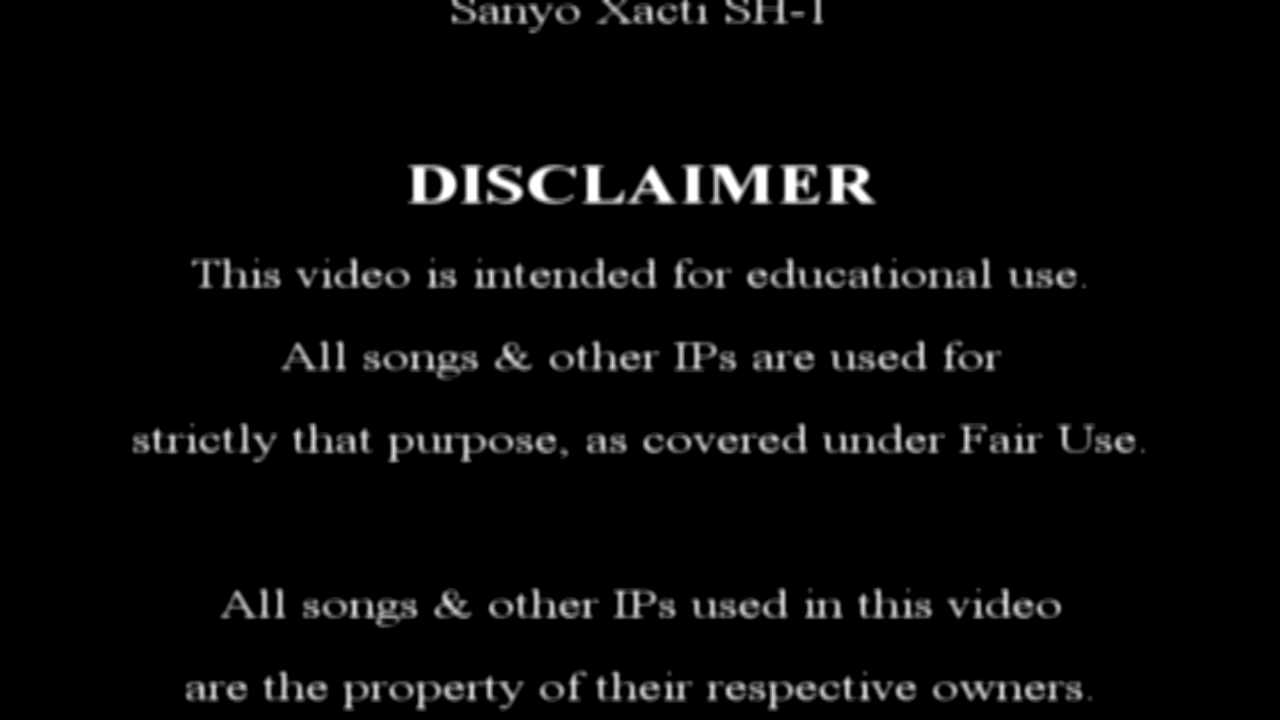 Sanyo Xacti SH-1
DISCLAIMER
This video is intended for educational use.
All songs & other IPs are used for
strictly that purpose, as covered under Fair Use.
All songs & other IPs used in this video
are the property of their respective owners.